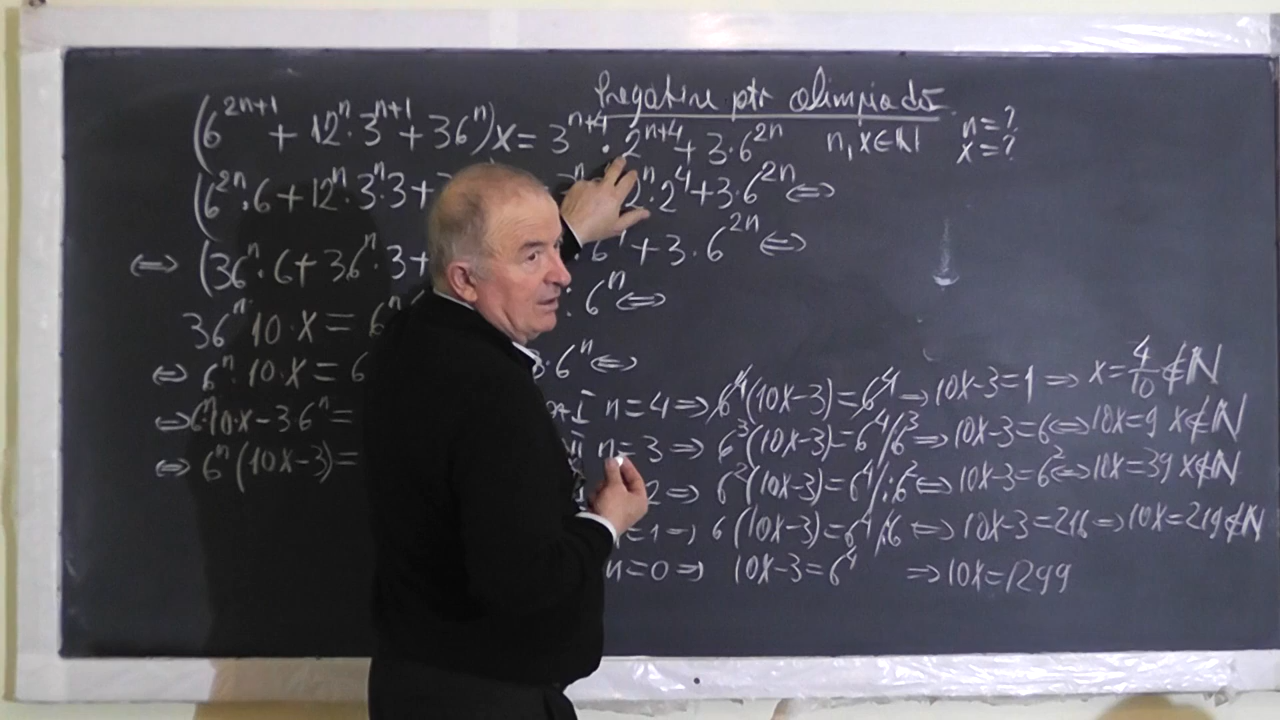 Pregatire ptr olimpiadă
(6^{2n+1} + 12^n · 3^{n+1} + 36^n)x = 3^{n+4} · 2^{n+4} + 3·6^{2n} n, x ∈ N n=? x=?
(6^{2n}·6 + 12^n·3^n·3 + 2^n·2^4 + 3·6^{2n} ⇔
⇔ (36^n·6 + 36^n·3 + + 3·6^{2n} ⇔
36^n 10·x = 6^n : 6^n ⇔
⇔ 6^n·10·x = 6 3·6^n ⇔
⇔ 6^n 10·x − 3 6^n =
⇔ 6^n(10x−3) =
I n=4 ⇒ 6^4(10x−3) = 6^4 ⇒ 10x−3=1 ⇒ x=4/10 ∉ N
II n=3 ⇒ 6^3(10x−3) = 6^4 /6^3 ⇒ 10x−3=6 ⇔ 10x=9 x∉N
2 ⇒ 6^2(10x−3) = 6^4 /:6^2 ⇔ 10x−3=6^2 ⇔ 10x=39 x∉N
=1 ⇒ 6(10x−3) = 6^4 /:6 ⇔ 10x−3=216 ⇒ 10x=219 ∉ N
n=0 ⇒ 10x−3=6^4 ⇒ 10x=1299